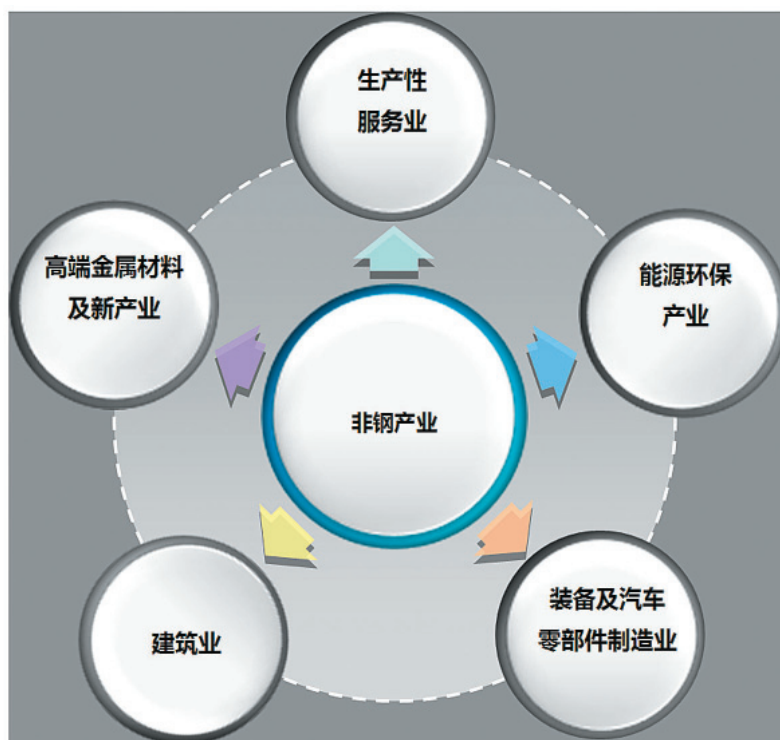 生产性
服务业
高端金属材料
及新产业
能源环保
产业
非钢产业
建筑业
装备及汽车
零部件制造业